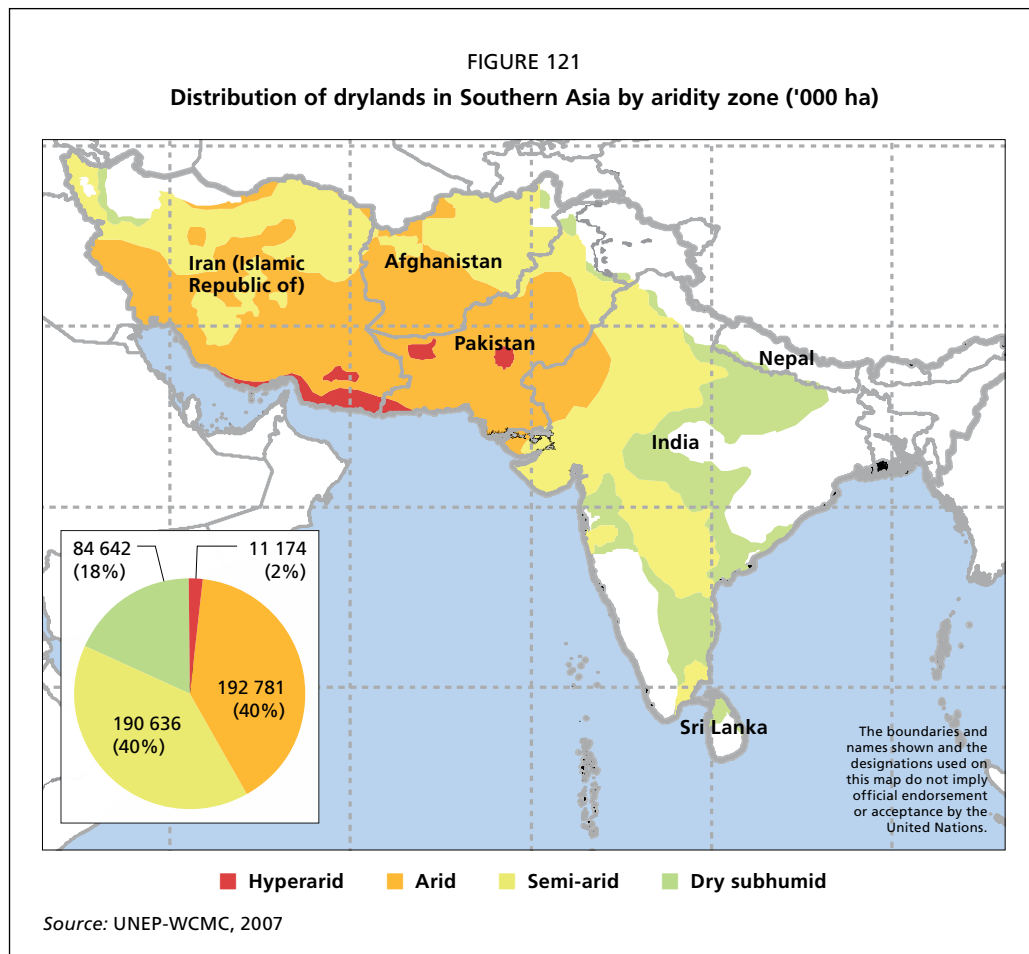 FIGURE 121
Distribution of drylands in Southern Asia by aridity zone ('000 ha)
Iran (Islamic
Republic of)
Afghanistan
Pakistan
Nepal
India
Sri Lanka
84 642
(18%)
11 174
(2%)
192 781
(40%)
190 636
(40%)
The boundaries and
names shown and the
designations used on
this map do not imply
official endorsement
or acceptance by the
United Nations.
Hyperarid Arid Semi-arid Dry subhumid
Source: UNEP-WCMC, 2007